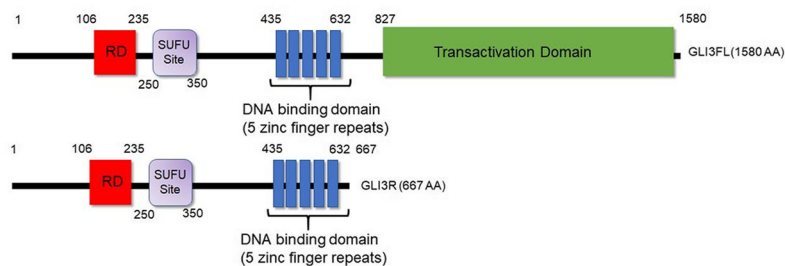 1 106 235 435 632 827 1580
RD SUFU Site Transactivation Domain GLI3FL(1580 AA)
250 350
DNA binding domain
(5 zinc finger repeats)
1 106 235 435 632 667
RD SUFU Site GLI3R(667 AA)
250 350
DNA binding domain
(5 zinc finger repeats)